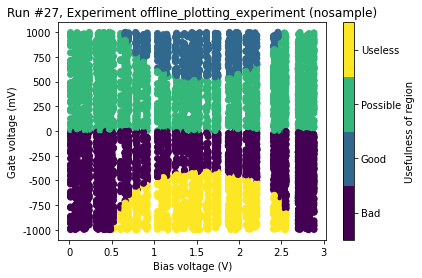 Run #27, Experiment offline_plotting_experiment (nosample)
1000
750
500
250
0
-250
-500
-750
-1000
Gate voltage (mV)
0
0.5
1
1.5
2
2.5
3
Bias voltage (V)
Useless
Possible
Good
Bad
Usefulness of region